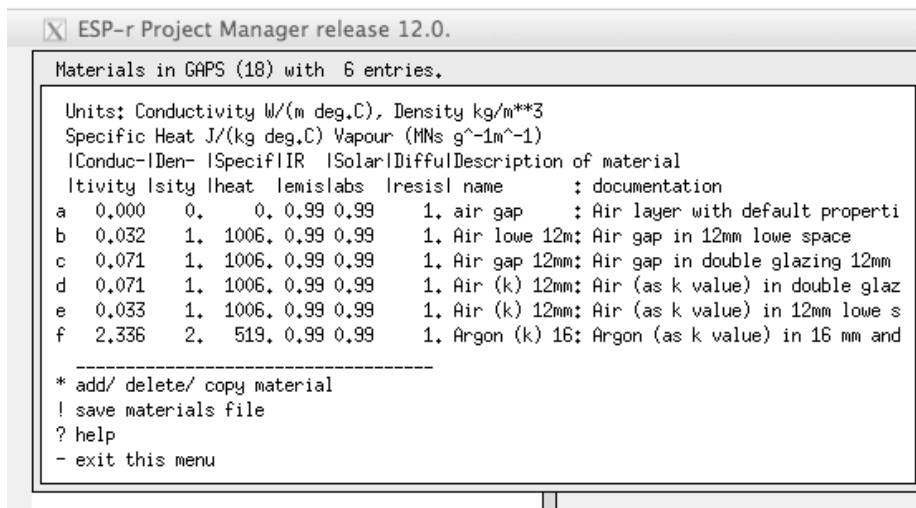 ESP-r Project Manager release 12.0.
Materials in GAPS (18) with  6 entries.
Units: Conductivity W/(m deg.C), Density kg/m**3
Specific Heat J/(kg deg.C) Vapour (MNs g^-1m^-1)
|Conduc-|Den- |Specif|IR   |Solar|Diffu|Description of material
|tivity |sity |heat  |emis|abs  |resis| name       : documentation
a   0.000    0.     0. 0.99 0.99    1. air gap     : Air layer with default properti
b   0.032    1.  1006. 0.99 0.99    1. Air lowe 12m: Air gap in 12mm lowe space
c   0.071    1.  1006. 0.99 0.99    1. Air gap 12mm: Air gap in double glazing 12mm
d   0.071    1.  1006. 0.99 0.99    1. Air (k) 12mm: Air (as k value) in double glaz
e   0.033    1.  1006. 0.99 0.99    1. Air (k) 12mm: Air (as k value) in 12mm lowe s
f   2.336    2.   519. 0.99 0.99    1. Argon (k) 16: Argon (as k value) in 16 mm and
____________________________________
* add/ delete/ copy material
! save materials file
? help
- exit this menu